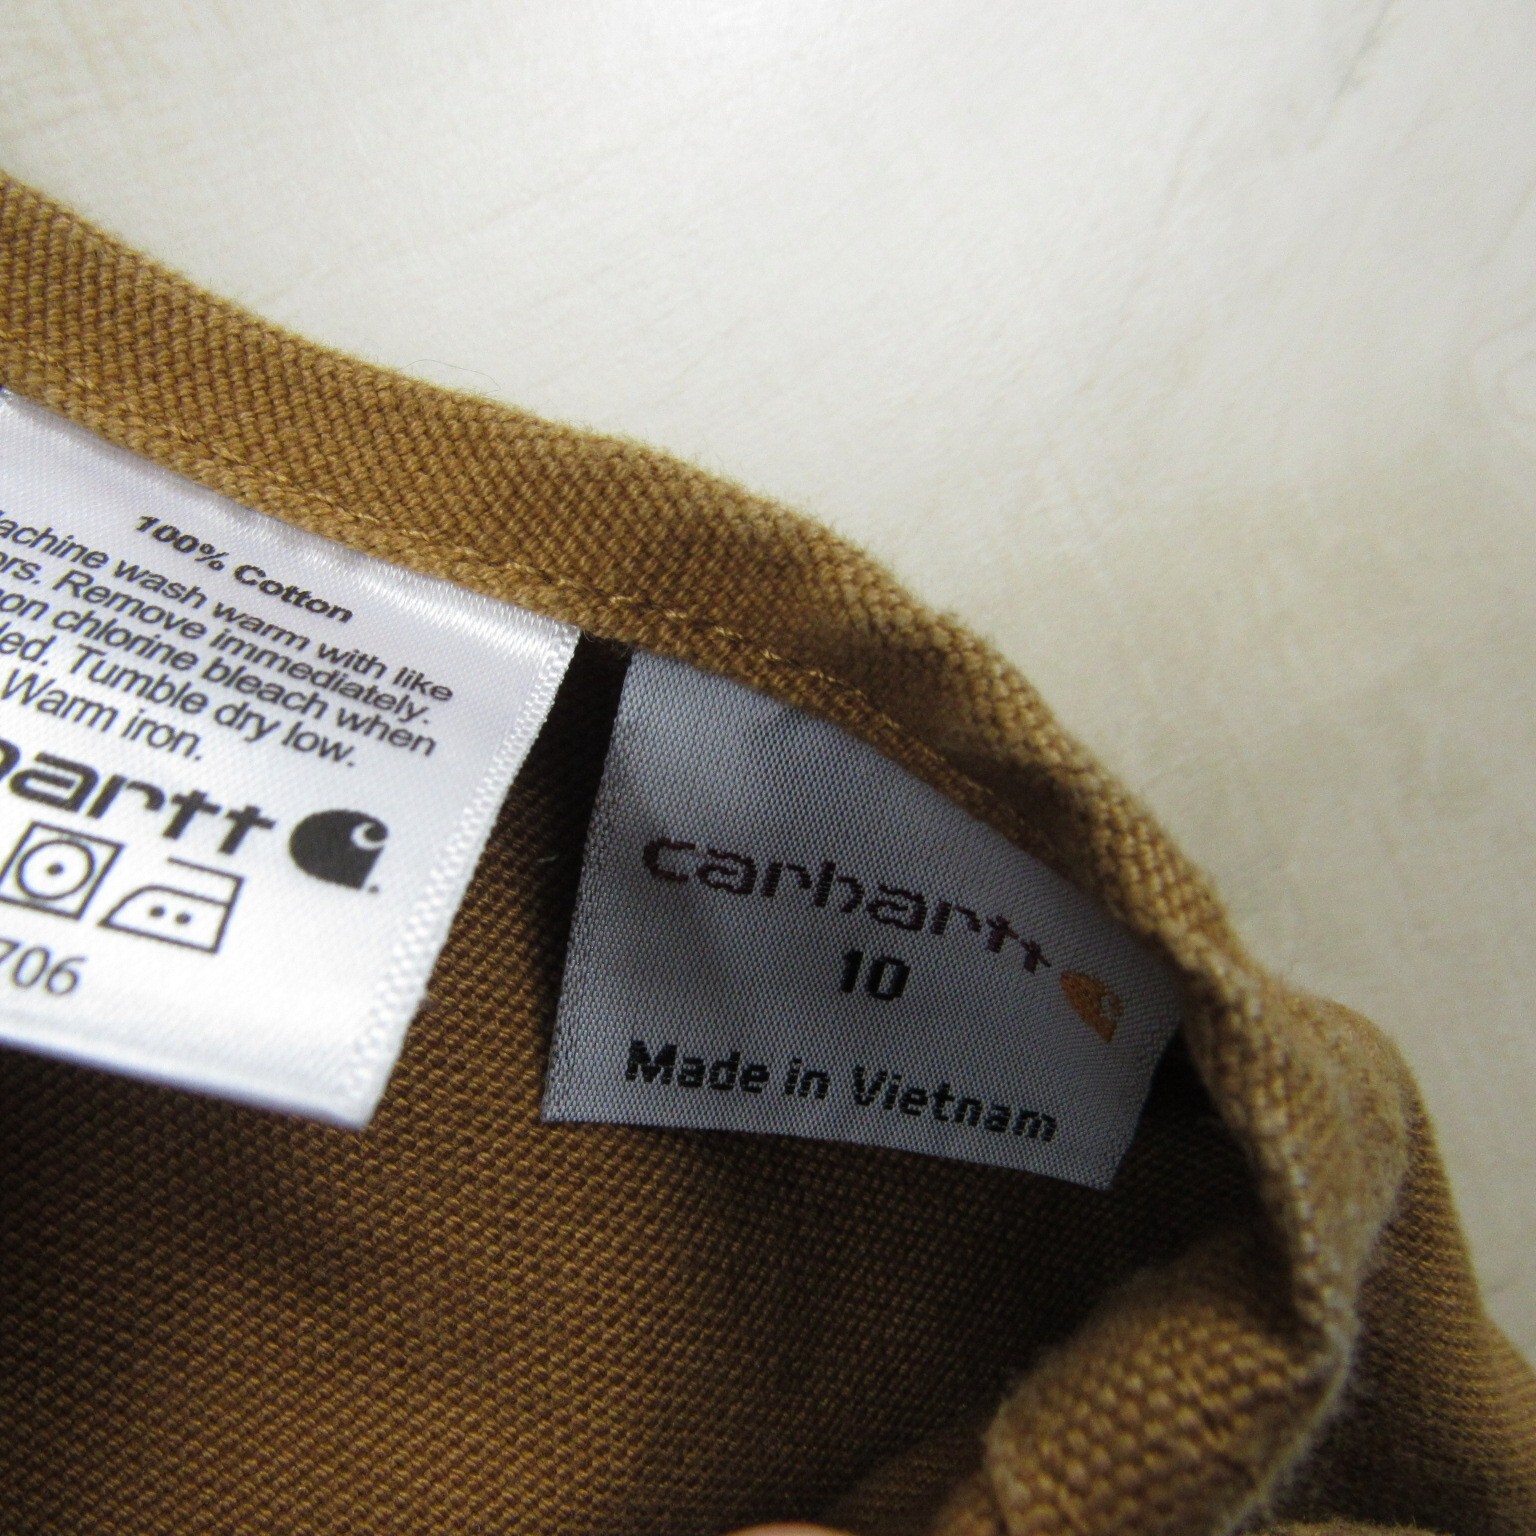 100% Cotton
achine wash warm with like
ors. Remove immediately.
on chlorine bleach when
ed. Tumble dry low.
Warm iron.
artt
706
carhartt
10
Made in Vietnam